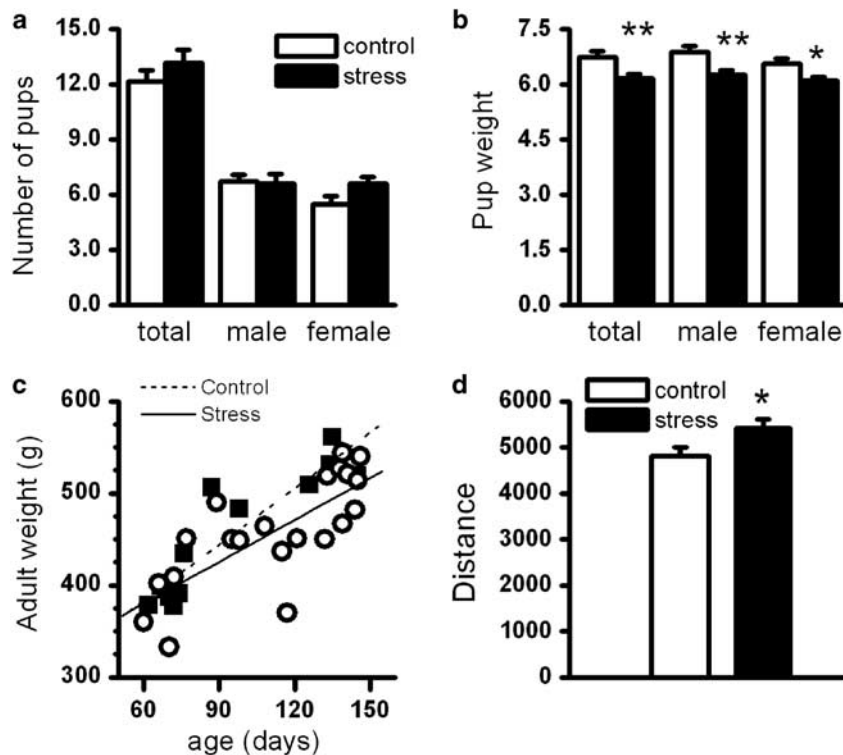 a
15.0
12.0
9.0
6.0
3.0
0.0
Number of pups
control
stress
total male female
b
7.5
6.0
4.5
3.0
1.5
0.0
Pup weight
** ** *
total male female
c
Control
Stress
600
500
400
300
Adult weight (g)
60 90 120 150
age (days)
d
control
stress
*
6000
5000
4000
3000
2000
1000
0
Distance